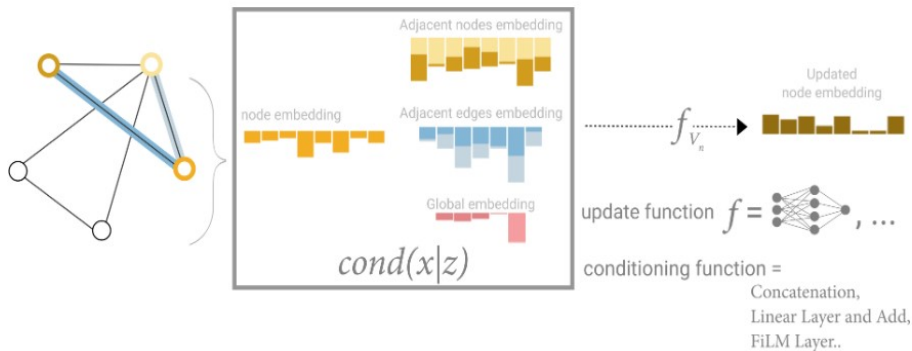 Adjacent nodes embedding
node embedding
Adjacent edges embedding
Global embedding
cond(x|z)
f Vn
Updated
node embedding
update function f = , ...
conditioning function =
Concatenation,
Linear Layer and Add,
FiLM Layer..